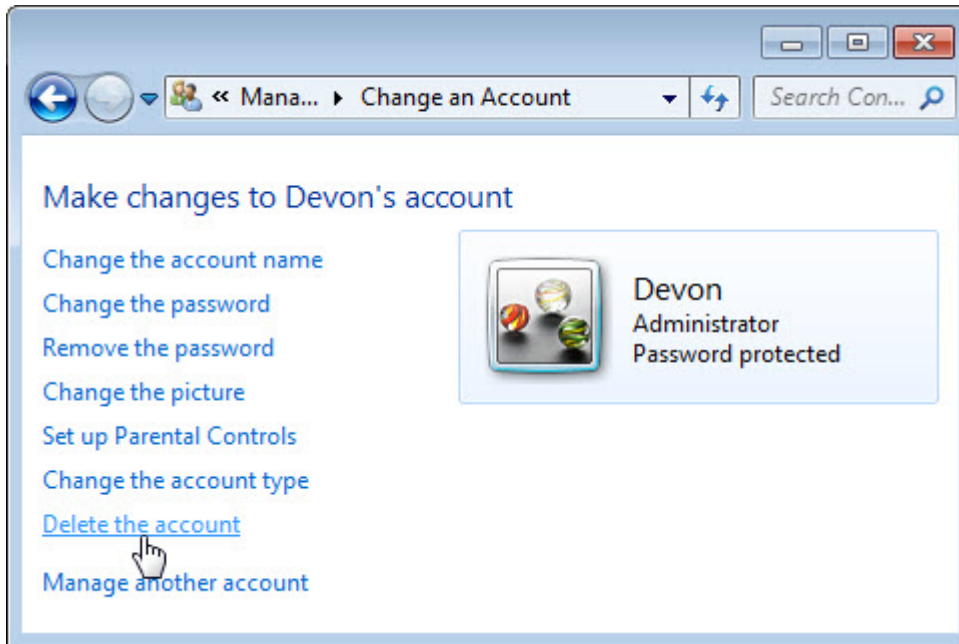 « Mana... Change an Account Search Con...
Make changes to Devon's account
Change the account name
Change the password
Remove the password
Change the picture
Set up Parental Controls
Change the account type
Delete the account
Manage another account
Devon
Administrator
Password protected